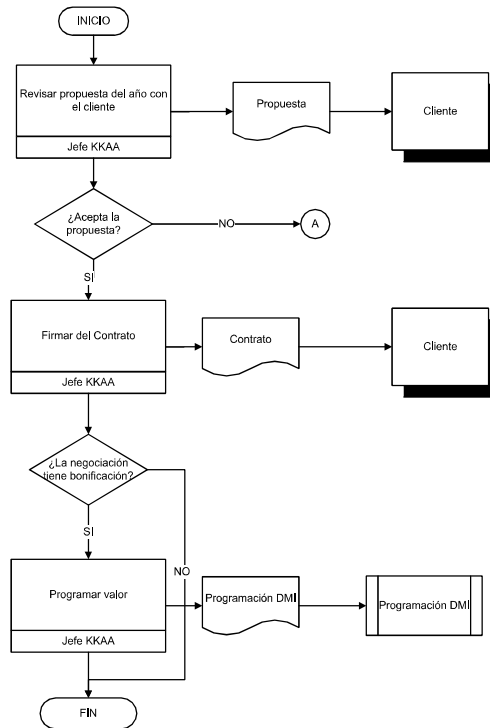 INICIO
Revisar propuesta del año con
el cliente
Jefe KKAA
Propuesta
Cliente
¿Acepta la
propuesta?
NO
A
SI
Firmar del Contrato
Jefe KKAA
Contrato
Cliente
¿La negociación
tiene bonificación?
SI
NO
Programar valor
Jefe KKAA
Programación DMI
Programación DMI
FIN